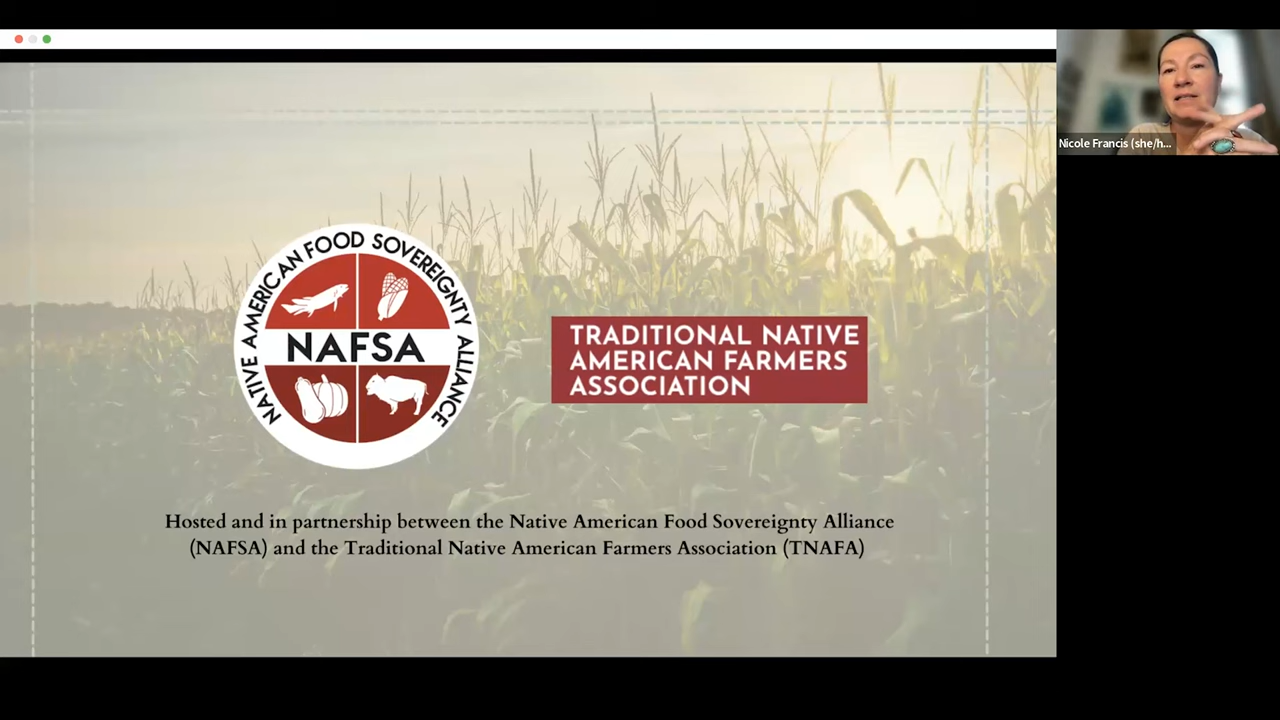 NATIVE AMERICAN FOOD SOVEREIGNTY ALLIANCE
NAFSA
TRADITIONAL NATIVE
AMERICAN FARMERS
ASSOCIATION
Hosted and in partnership between the Native American Food Sovereignty Alliance
(NAFSA) and the Traditional Native American Farmers Association (TNAFA)
Nicole Francis (she/h...